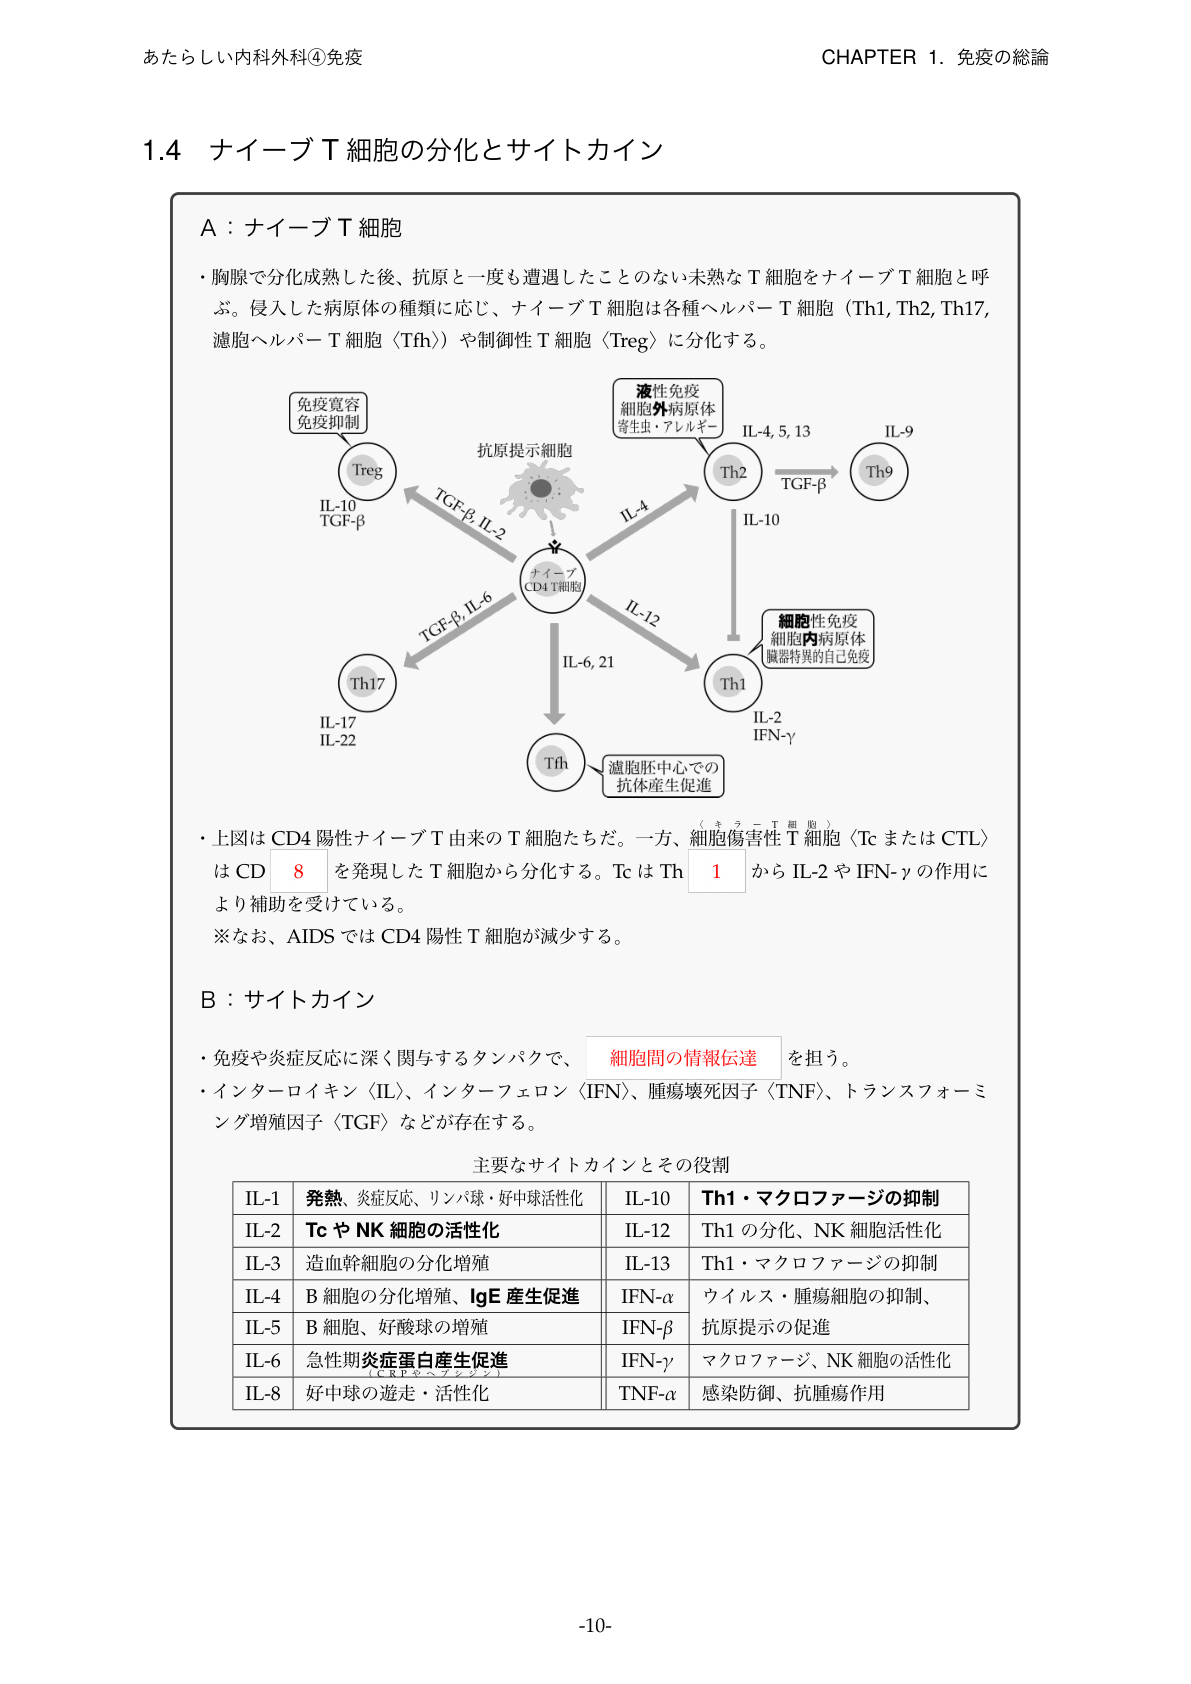 あたらしい内科外科④免疫
CHAPTER 1. 免疫の総論
1.4 ナイーブ T 細胞の分化とサイトカイン
A：ナイーブ T 細胞
・胸腺で分化成熟した後、抗原と一度も遭遇したことのない未熟な T 細胞をナイーブ T 細胞と呼
ぶ。侵入した病原体の種類に応じ、ナイーブ T 細胞は各種ヘルパー T 細胞（Th1, Th2, Th17,
濾胞ヘルパー T 細胞〈Tfh〉）や制御性 T 細胞〈Treg〉に分化する。
免疫寛容
免疫抑制
Treg
IL-10
TGF-β
抗原提示細胞
TGF-β, IL-2
液性免疫
細胞外病原体
寄生虫・アレルギー
IL-4, 5, 13
Th2
TGF-β
IL-9
Th9
IL-4
IL-10
ナイーブ
CD4 T細胞
TGF-β, IL-6
IL-12
IL-6, 21
細胞性免疫
細胞内病原体
臓器特異的自己免疫
Th17
IL-17
IL-22
Th1
IL-2
IFN-γ
Tfh
濾胞胚中心での
抗体産生促進
（キラーT細胞）
・上図は CD4 陽性ナイーブ T 由来の T 細胞たちだ。一方、細胞傷害性 T 細胞〈Tc または CTL〉
は CD 8 を発現した T 細胞から分化する。Tc は Th 1 から IL-2 や IFN-γ の作用に
より補助を受けている。
※なお、AIDS では CD4 陽性 T 細胞が減少する。
B：サイトカイン
・免疫や炎症反応に深く関与するタンパクで、 細胞間の情報伝達 を担う。
・インターロイキン〈IL〉、インターフェロン〈IFN〉、腫瘍壊死因子〈TNF〉、トランスフォーミ
ング増殖因子〈TGF〉などが存在する。
主要なサイトカインとその役割
IL-1 発熱、炎症反応、リンパ球・好中球活性化 IL-10 Th1・マクロファージの抑制
IL-2 Tc や NK 細胞の活性化 IL-12 Th1 の分化、NK 細胞活性化
IL-3 造血幹細胞の分化増殖 IL-13 Th1・マクロファージの抑制
IL-4 B 細胞の分化増殖、IgE 産生促進 IFN-α ウイルス・腫瘍細胞の抑制、
IL-5 B 細胞、好酸球の増殖 IFN-β 抗原提示の促進
IL-6 急性期炎症蛋白産生促進 IFN-γ マクロファージ、NK 細胞の活性化
（CRPやヘプシジン）
IL-8 好中球の遊走・活性化 TNF-α 感染防御、抗腫瘍作用
-10-